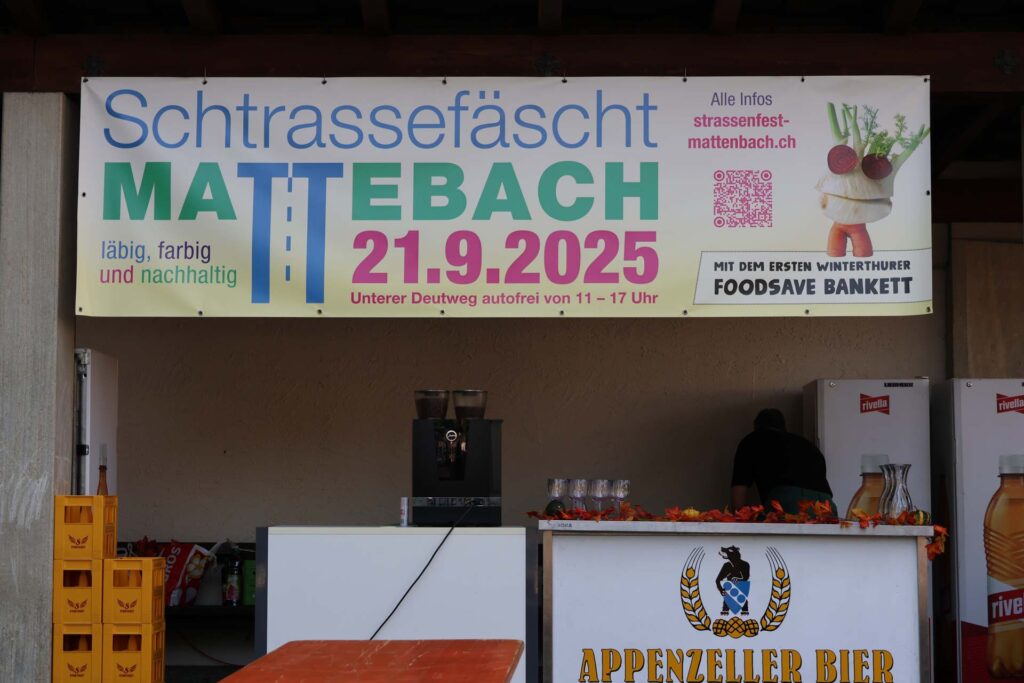 Schtrassefäscht
MATTEBACH
läbig, farbig
und nachhaltig
21.9.2025
Unterer Deutweg autofrei von 11 – 17 Uhr
Alle Infos
strassenfest-
mattenbach.ch
MIT DEM ERSTEN WINTERTHURER
FOODSAVE BANKETT
rivella
rivella
rivella
APPENZELLER BIER